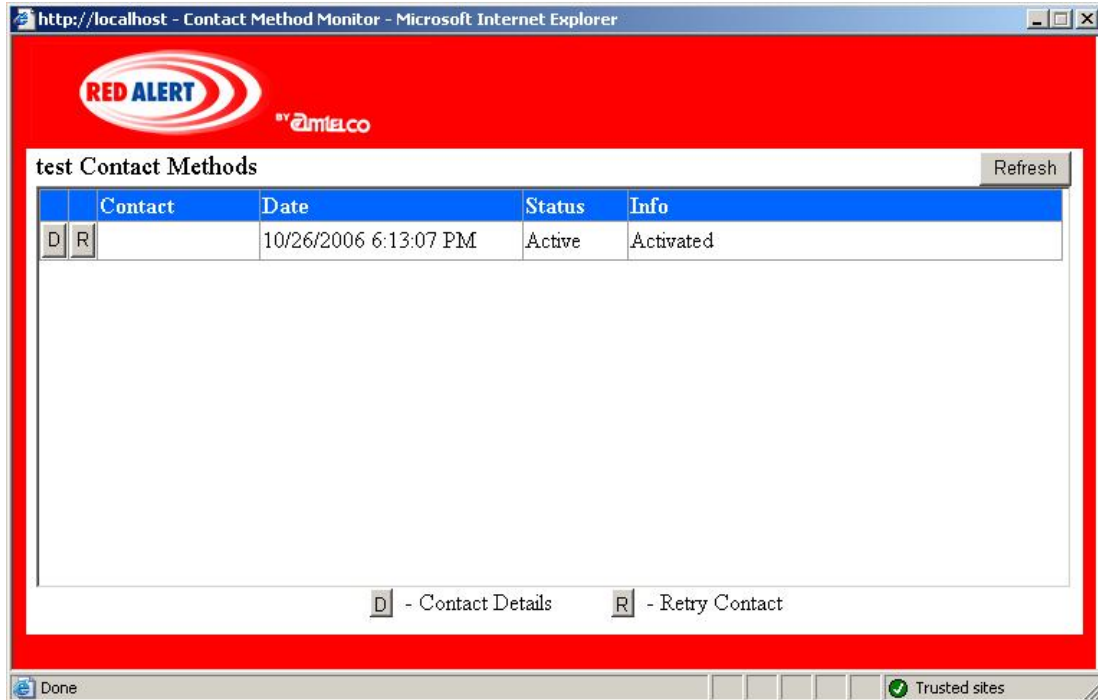 http://localhost - Contact Method Monitor - Microsoft Internet Explorer
RED ALERT
BY amtelco
test Contact Methods
Refresh
Contact Date Status Info
D R 10/26/2006 6:13:07 PM Active Activated
D - Contact Details R - Retry Contact
Done Trusted sites